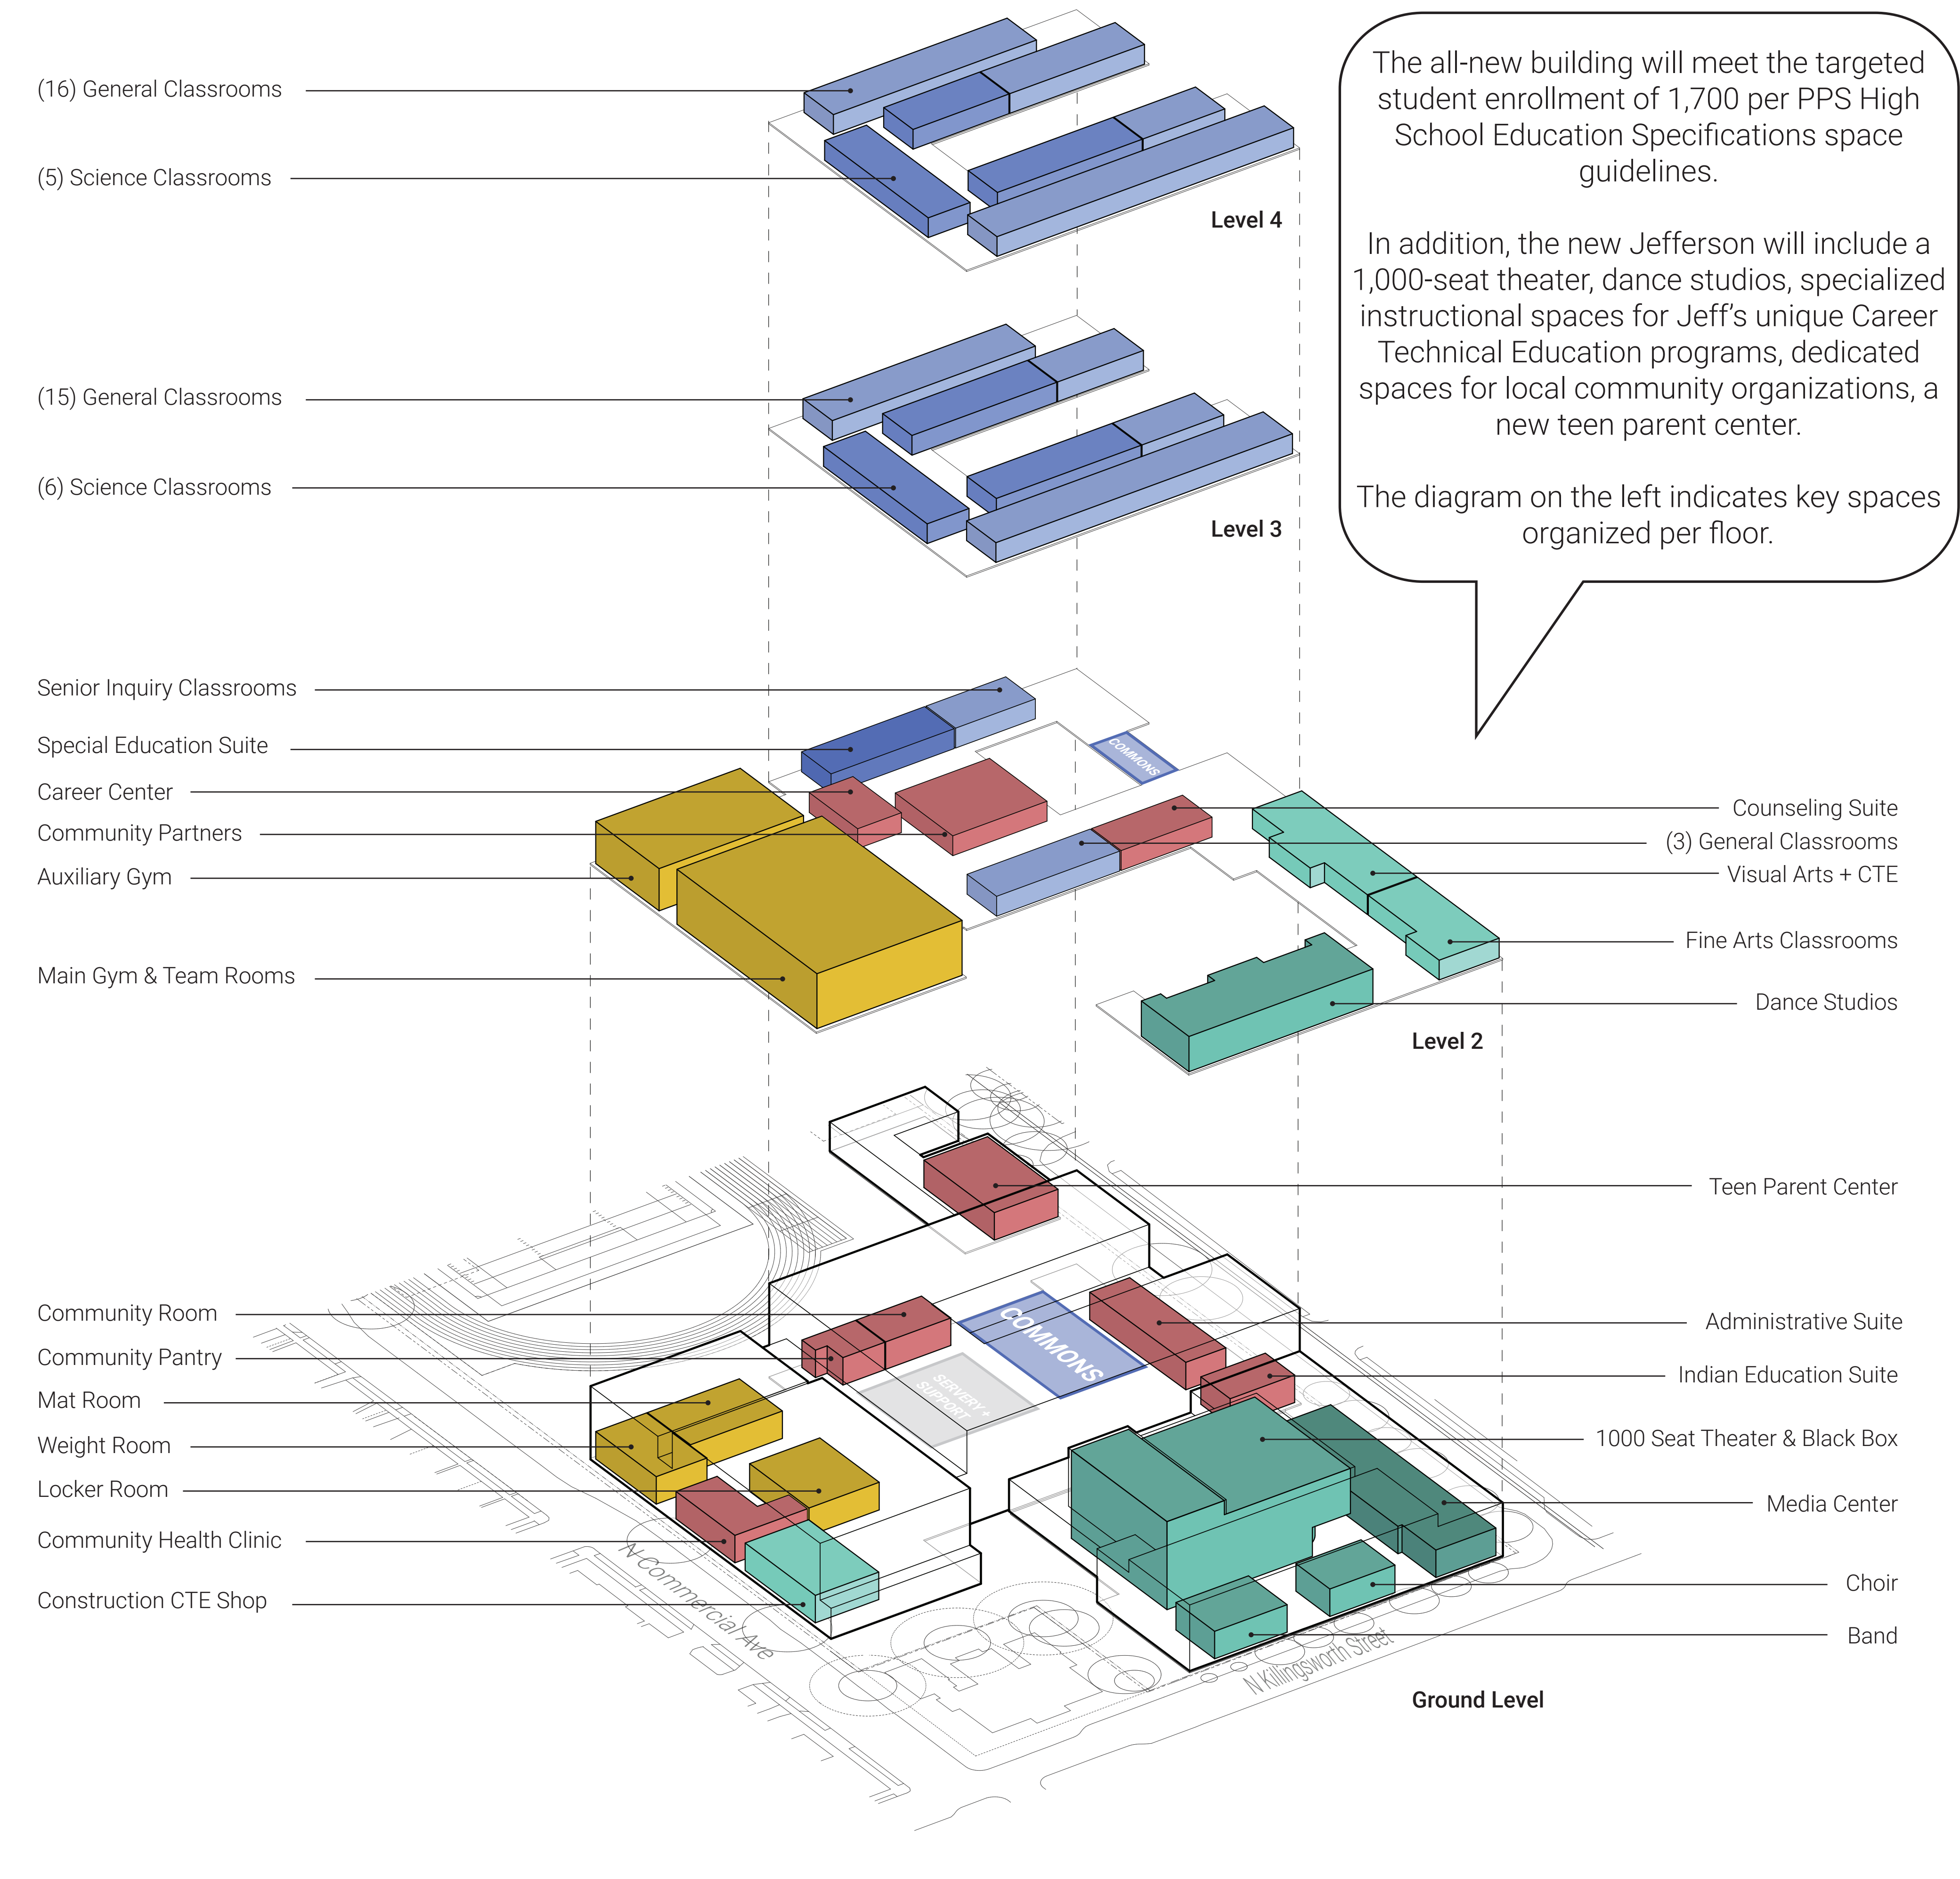 (16) General Classrooms
(5) Science Classrooms
Level 4
The all-new building will meet the targeted
student enrollment of 1,700 per PPS High
School Education Specifications space
guidelines.
In addition, the new Jefferson will include a
1,000-seat theater, dance studios, specialized
instructional spaces for Jeff's unique Career
Technical Education programs, dedicated
spaces for local community organizations, a
new teen parent center.
The diagram on the left indicates key spaces
organized per floor.
(15) General Classrooms
(6) Science Classrooms
Level 3
Senior Inquiry Classrooms
Special Education Suite
Career Center
Community Partners
Auxiliary Gym
Main Gym & Team Rooms
COMMONS
Counseling Suite
(3) General Classrooms
Visual Arts + CTE
Fine Arts Classrooms
Dance Studios
Level 2
Teen Parent Center
Community Room
Community Pantry
Mat Room
Weight Room
Locker Room
Community Health Clinic
Construction CTE Shop
COMMONS
SERVERY +
SUPPORT
Administrative Suite
Indian Education Suite
1000 Seat Theater & Black Box
Media Center
Choir
Band
N Commercial Ave
N Killingsworth Street
Ground Level